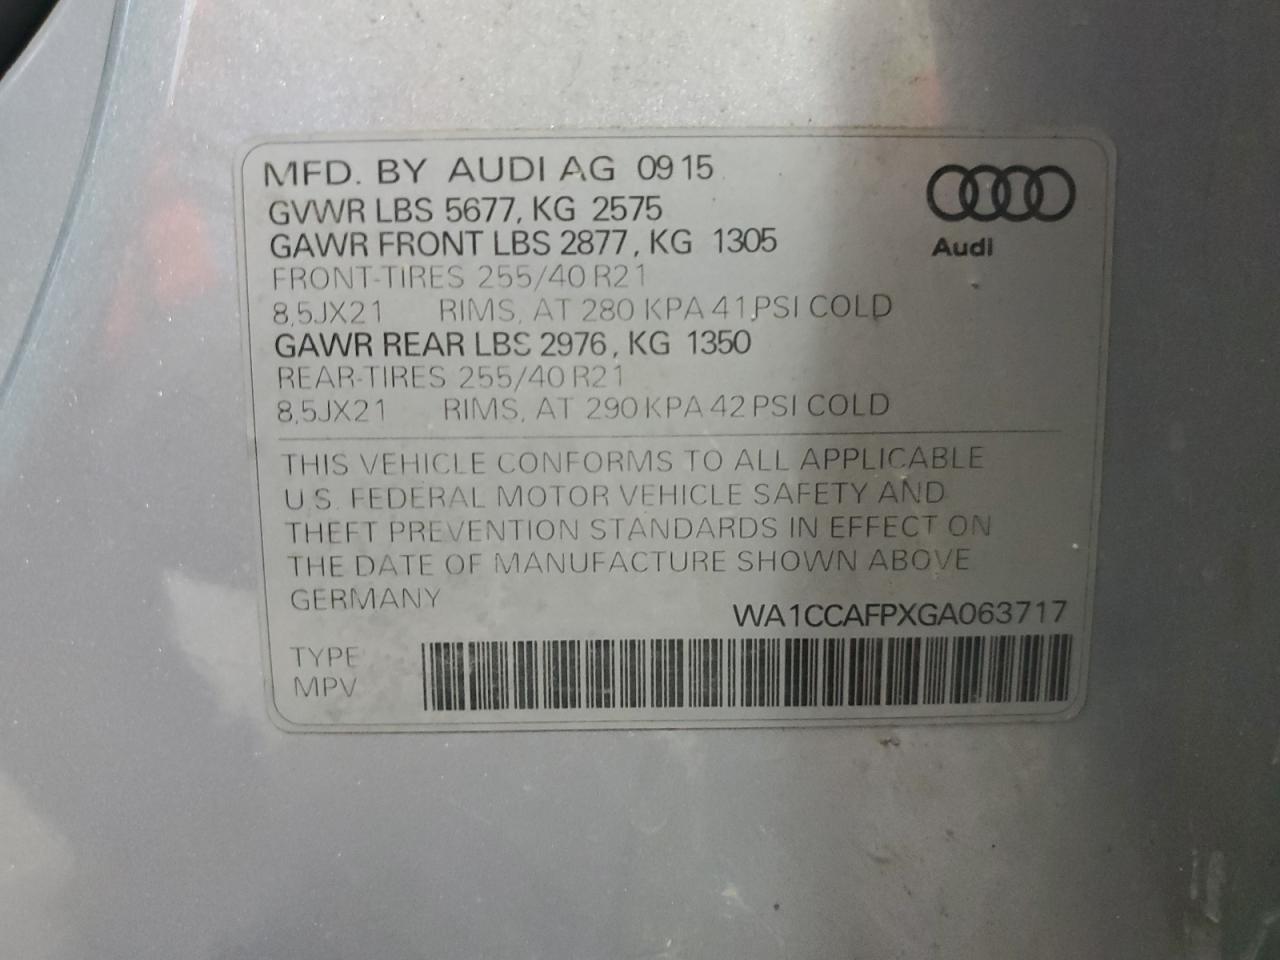 MFD. BY AUDI AG 09 15
GVWR LBS 5677, KG 2575
GAWR FRONT LBS 2877, KG 1305
FRONT-TIRES 255/40 R21
8,5JX21 RIMS, AT 280 KPA 41 PSI COLD
GAWR REAR LBS 2976, KG 1350
REAR-TIRES 255/40 R21
8,5JX21 RIMS, AT 290 KPA 42 PSI COLD
Audi
THIS VEHICLE CONFORMS TO ALL APPLICABLE
U.S. FEDERAL MOTOR VEHICLE SAFETY AND
THEFT PREVENTION STANDARDS IN EFFECT ON
THE DATE OF MANUFACTURE SHOWN ABOVE
GERMANY
WA1CCAFPXGA063717
TYPE
MPV